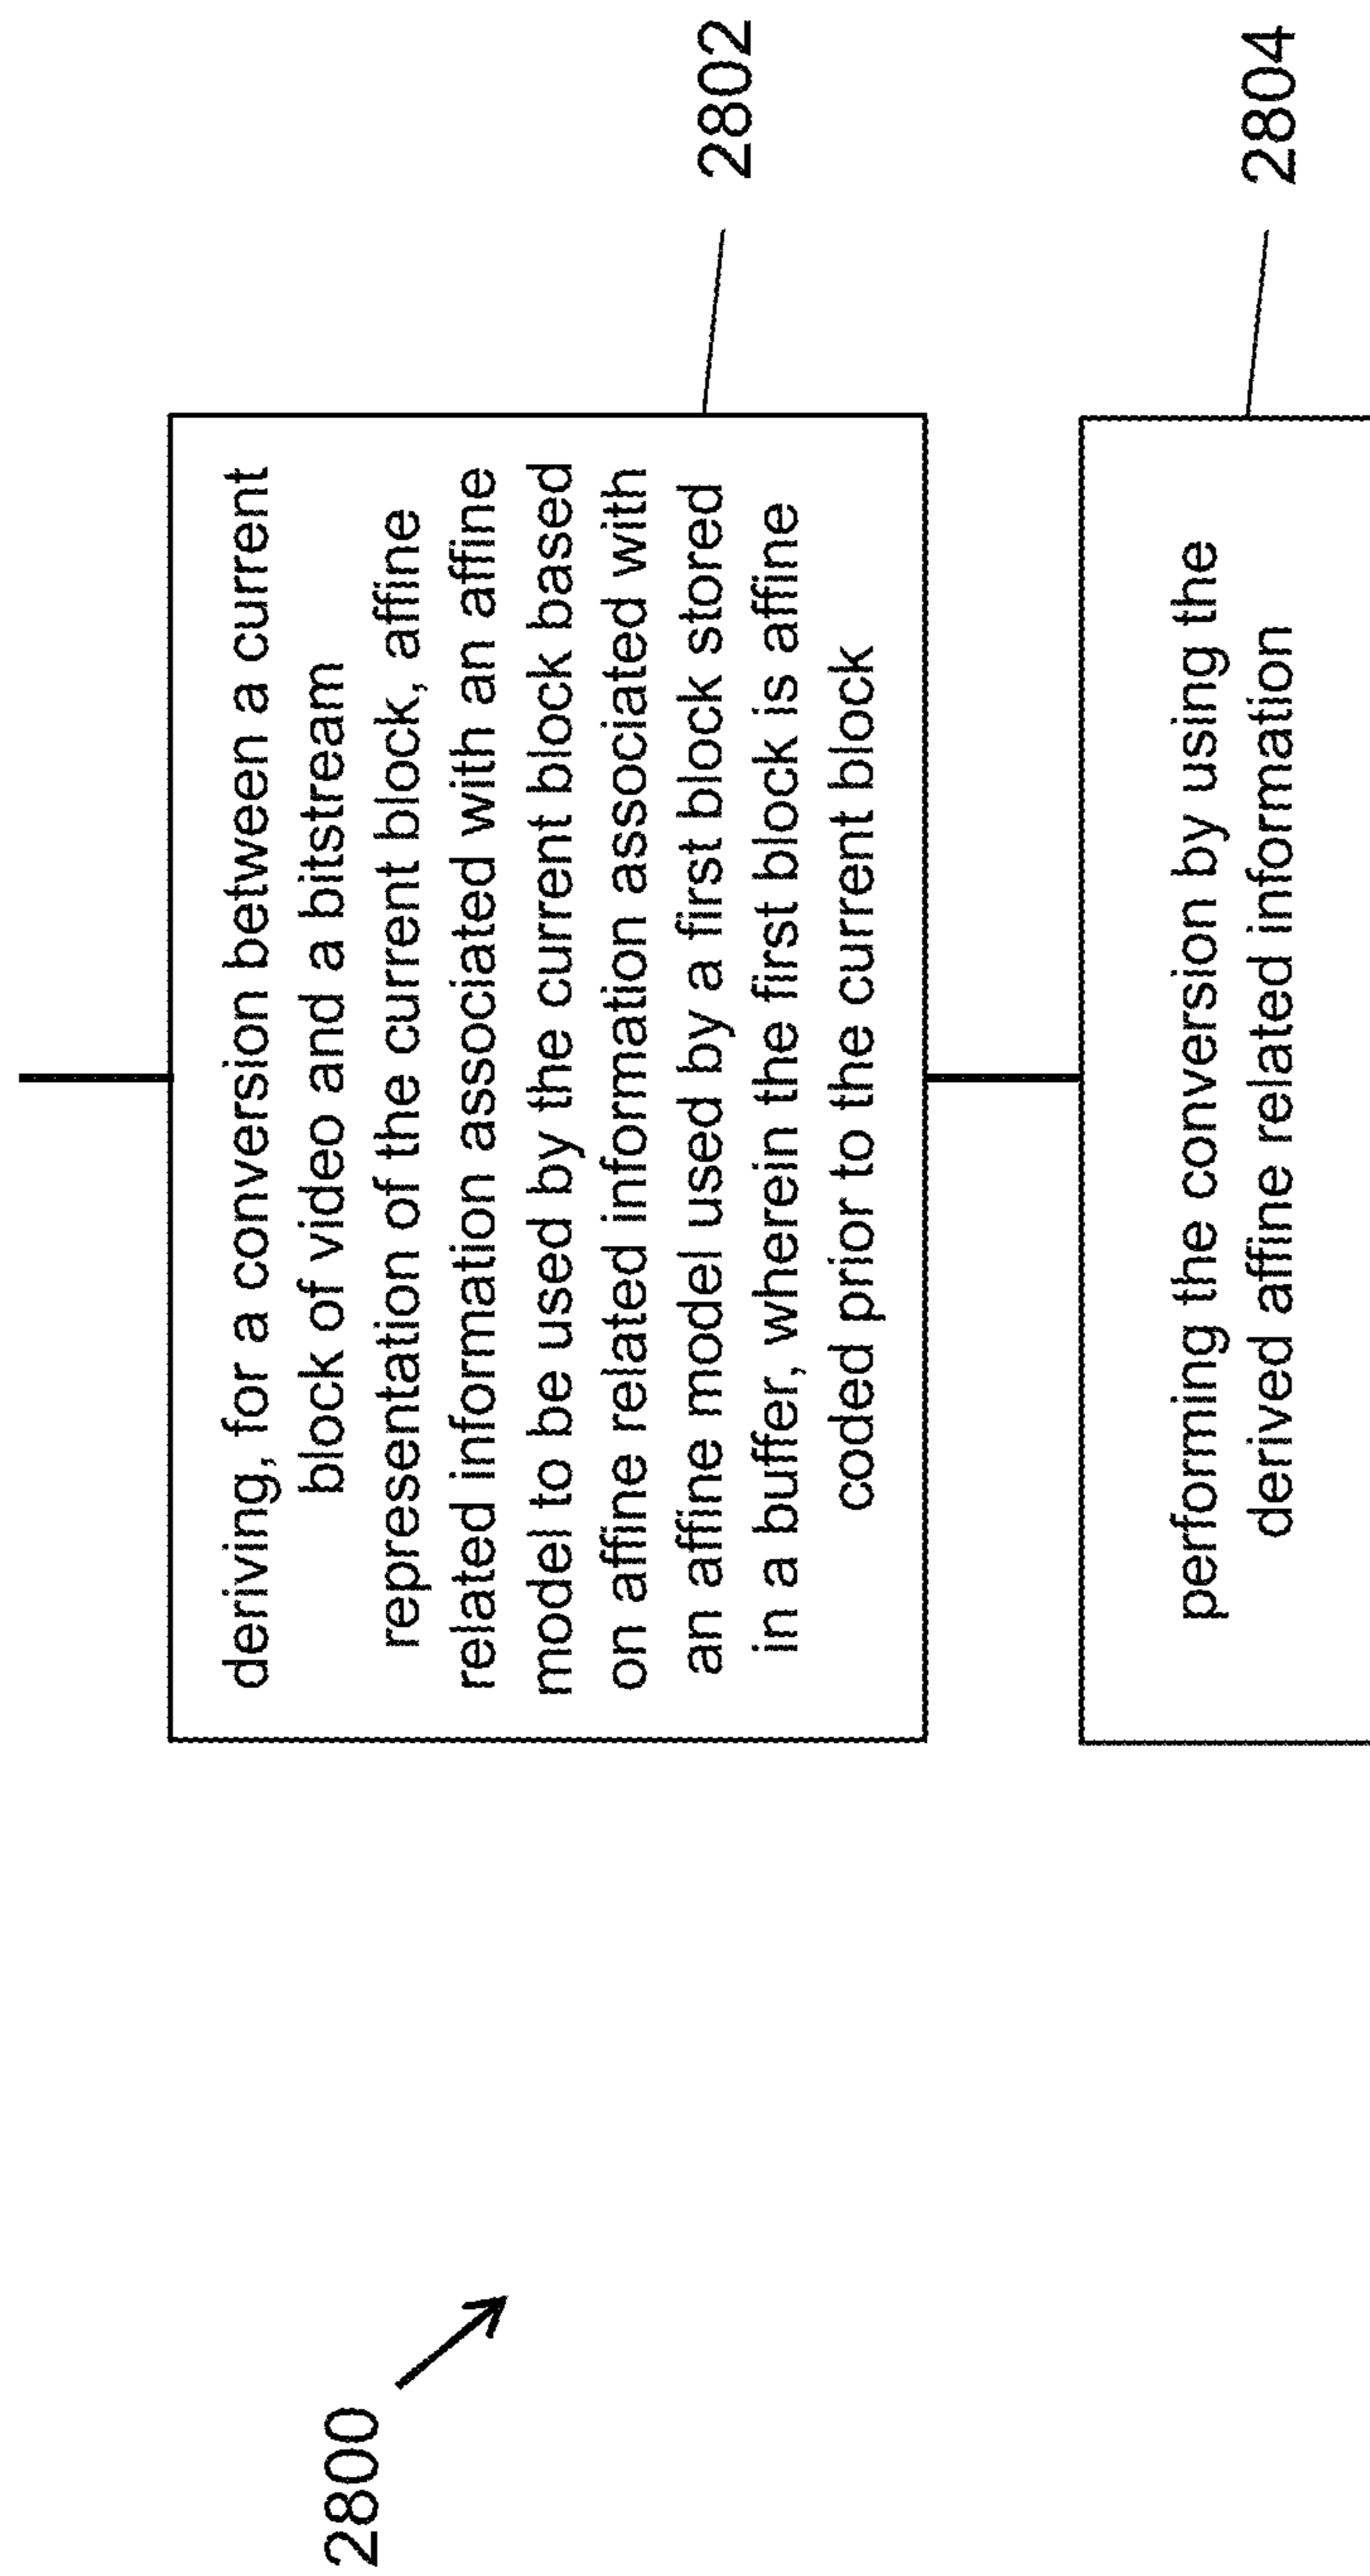 2800
deriving, for a conversion between a current
block of video and a bitstream
representation of the current block, affine
related information associated with an affine
model to be used by the current block based
on affine related information associated with
an affine model used by a first block stored
in a buffer, wherein the first block is affine
coded prior to the current block
2802
performing the conversion by using the
derived affine related information
2804